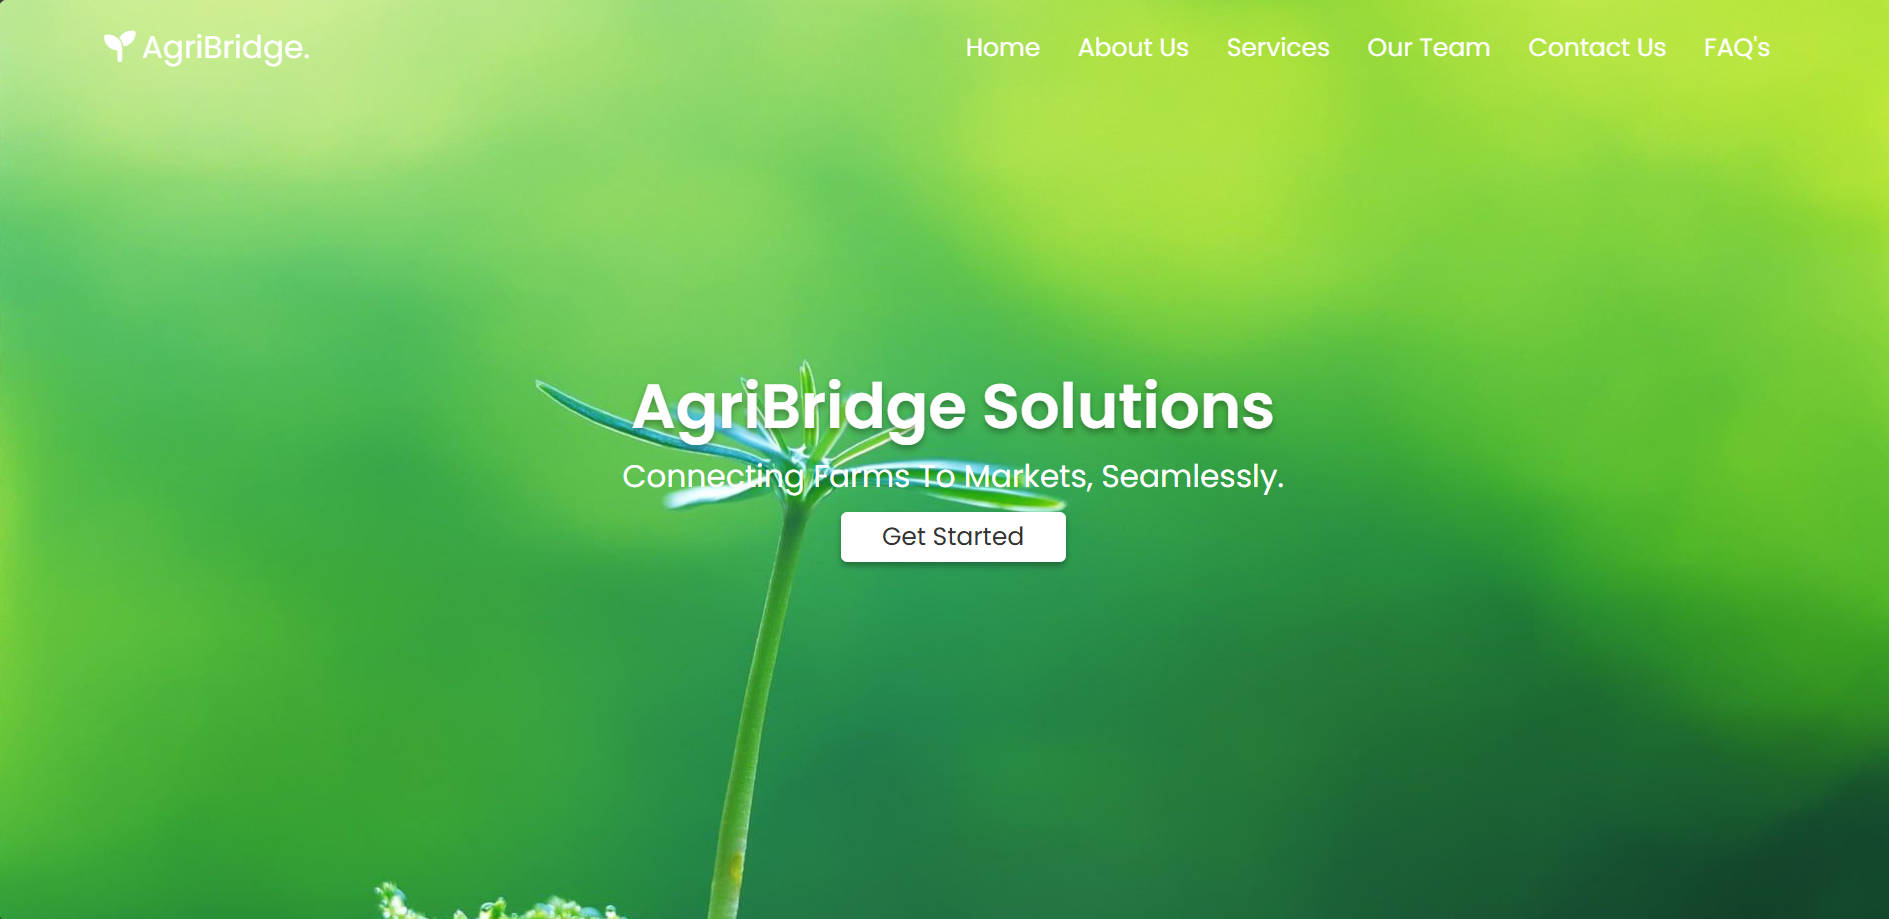 AgriBridge.
Home About Us Services Our Team Contact Us FAQ's
AgriBridge Solutions
Connecting Farms To Markets, Seamlessly.
Get Started